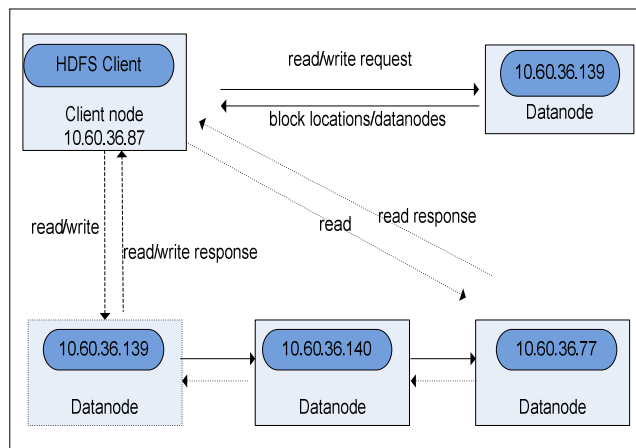 HDFS Client
Client node
10.60.36.87
read/write request
block locations/datanodes
10.60.36.139
Datanode
read/write
read/write response
read
read response
10.60.36.139
Datanode
10.60.36.140
Datanode
10.60.36.77
Datanode